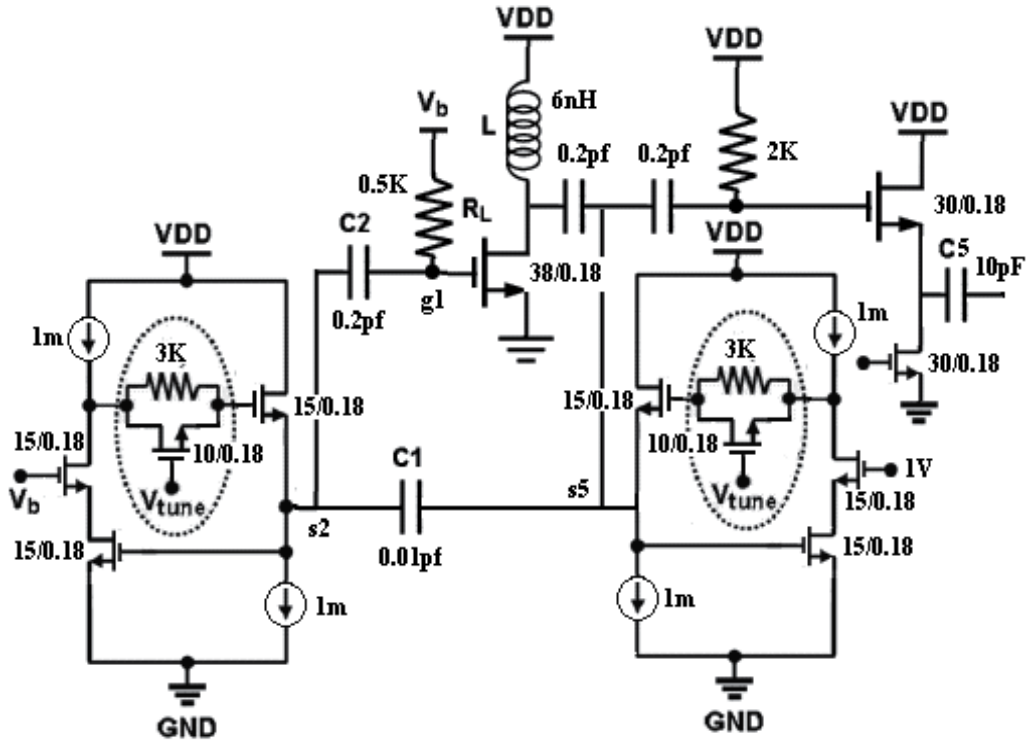 VDD
VDD
6nH
L
Vb
VDD
0.2pf
0.2pf
2K
0.5K
RL
C2
30/0.18
VDD
VDD
38/0.18
C5
10pF
g1
0.2pf
1m
1m
3K
3K
30/0.18
15/0.18
15/0.18
15/0.18
10/0.18
C1
10/0.18
1V
Vb
Vtune
s2
s5
Vtune
15/0.18
15/0.18
0.01pf
15/0.18
1m
1m
GND
GND